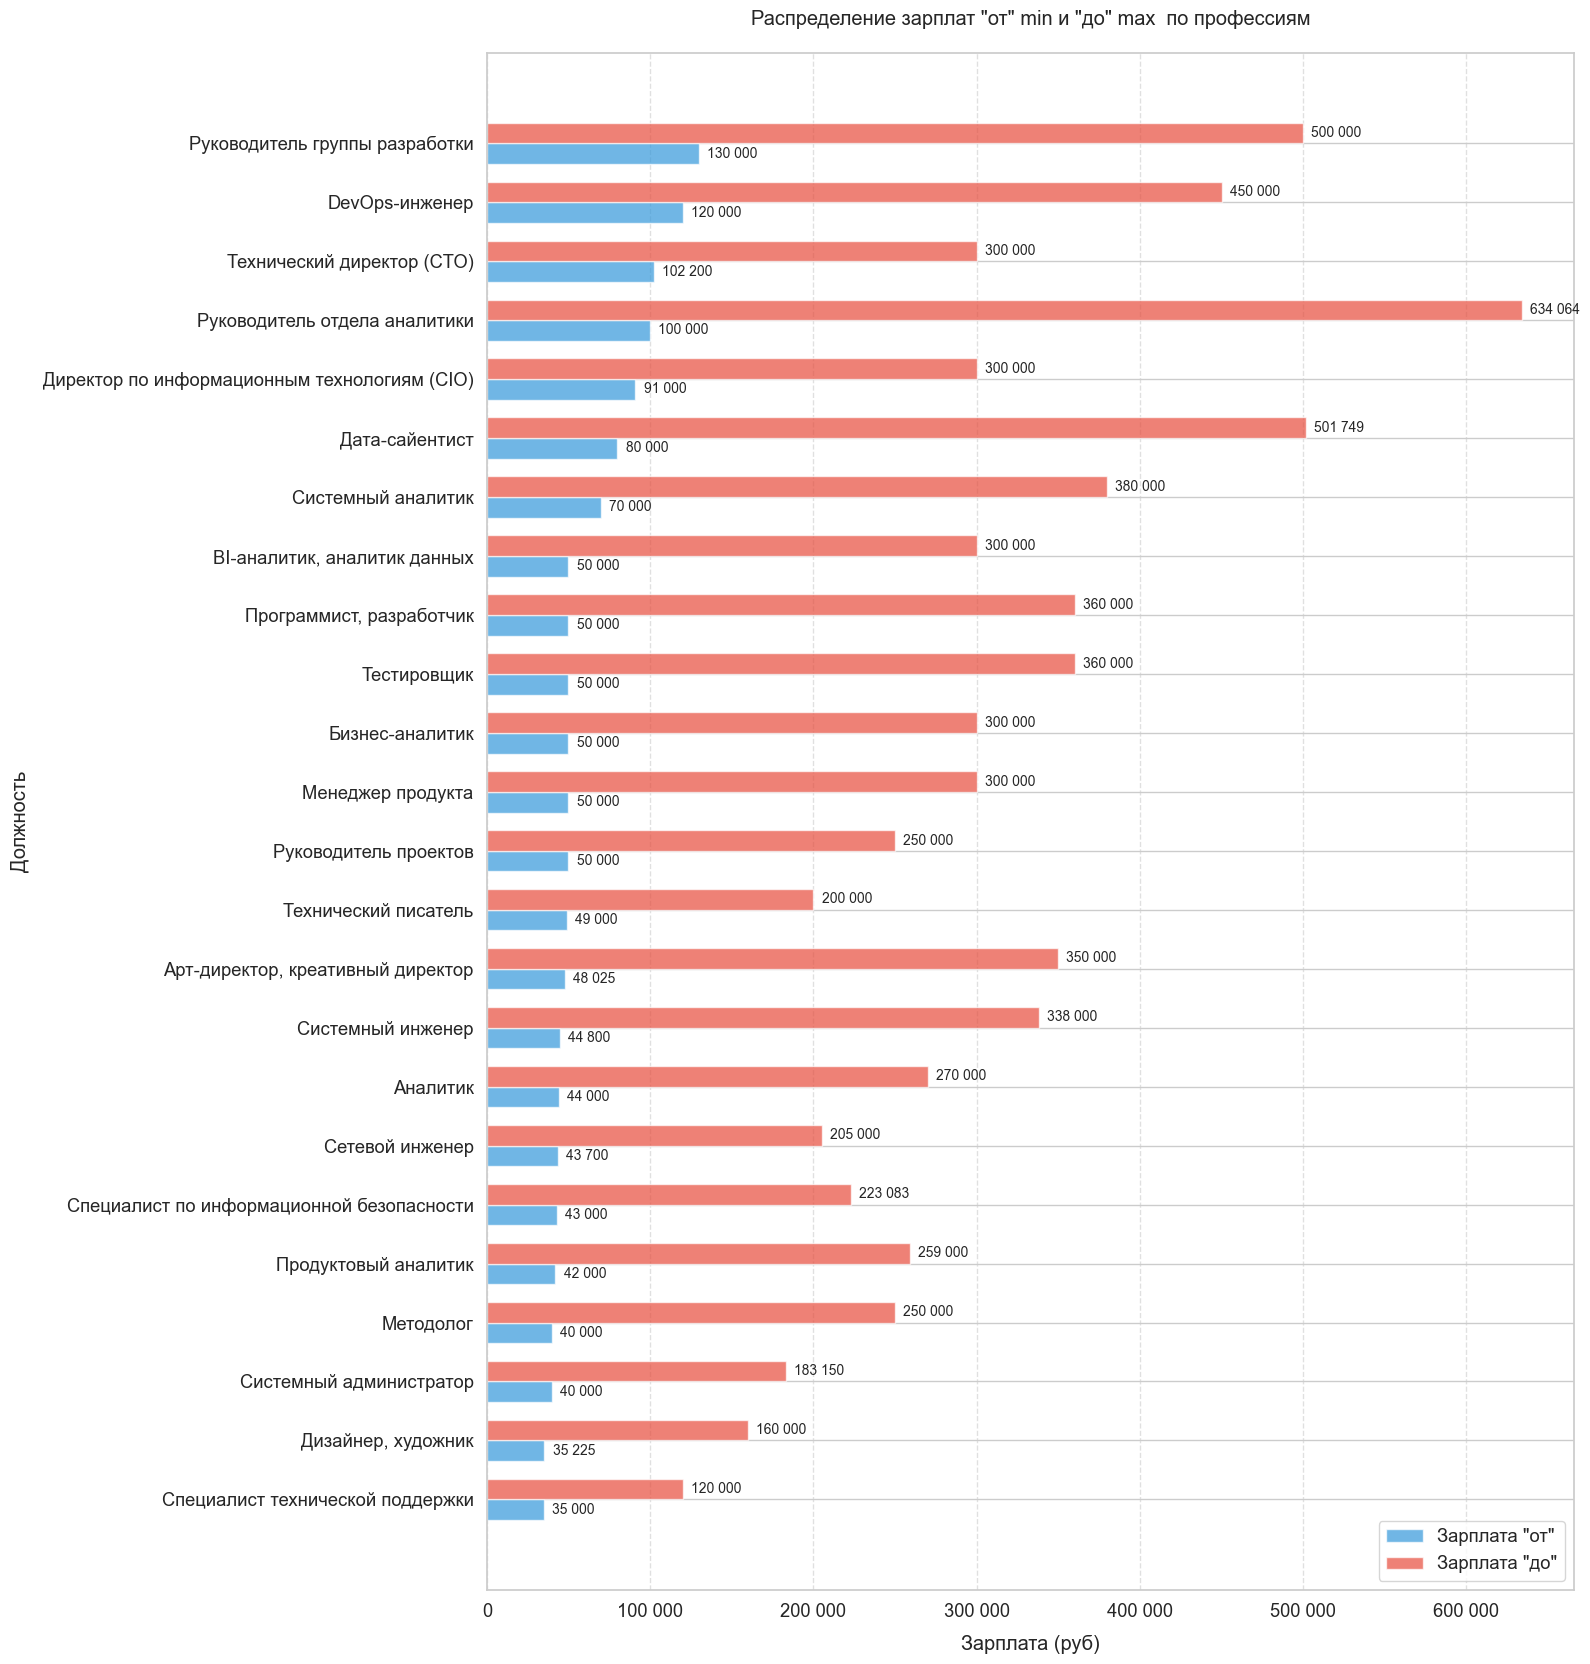 Распределение зарплат "от" min и "до" max  по профессиям
Должность
Руководитель группы разработки
500 000
130 000
DevOps-инженер
450 000
120 000
Технический директор (CTO)
300 000
102 200
Руководитель отдела аналитики
634 064
100 000
Директор по информационным технологиям (CIO)
300 000
91 000
Дата-сайентист
501 749
80 000
Системный аналитик
380 000
70 000
BI-аналитик, аналитик данных
300 000
50 000
Программист, разработчик
360 000
50 000
Тестировщик
360 000
50 000
Бизнес-аналитик
300 000
50 000
Менеджер продукта
300 000
50 000
Руководитель проектов
250 000
50 000
Технический писатель
200 000
49 000
Арт-директор, креативный директор
350 000
48 025
Системный инженер
338 000
44 800
Аналитик
270 000
44 000
Сетевой инженер
205 000
43 700
Специалист по информационной безопасности
223 083
43 000
Продуктовый аналитик
259 000
42 000
Методолог
250 000
40 000
Системный администратор
183 150
40 000
Дизайнер, художник
160 000
35 225
Специалист технической поддержки
120 000
35 000
Зарплата "от"
Зарплата "до"
0 100 000 200 000 300 000 400 000 500 000 600 000
Зарплата (руб)